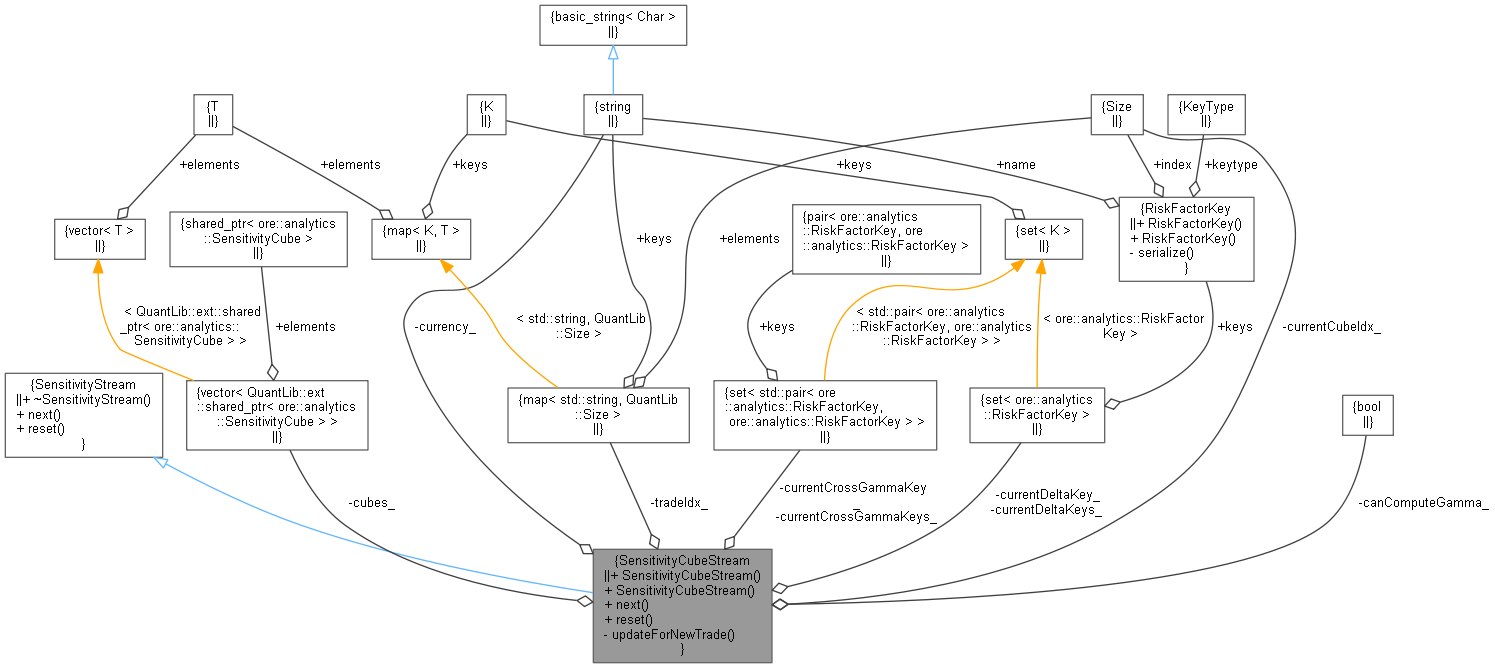 {basic_string< Char >
||}
{T
||}
{K
||}
{string
||}
{Size
||}
{KeyType
||}
+elements
+elements
+keys
+keys
+name
+index
+keytype
{vector< T >
||}
{shared_ptr< ore::analytics
::SensitivityCube >
||}
{map< K, T >
||}
{pair< ore::analytics
::RiskFactorKey, ore
::analytics::RiskFactorKey >
||}
{set< K >
||}
{RiskFactorKey
||+ RiskFactorKey()
+ RiskFactorKey()
- serialize()
}
+keys
+elements
< QuantLib::ext::shared
_ptr< ore::analytics::
SensitivityCube > >
+elements
-currency_
< std::string, QuantLib
::Size >
+keys
< std::pair< ore::analytics
::RiskFactorKey, ore::analytics
::RiskFactorKey > >
< ore::analytics::RiskFactor
Key >
+keys
-currentCubeIdx_
{SensitivityStream
||+ ~SensitivityStream()
+ next()
+ reset()
}
{vector< QuantLib::ext
::shared_ptr< ore::analytics
::SensitivityCube > >
||}
{map< std::string, QuantLib
::Size >
||}
{set< std::pair< ore
::analytics::RiskFactorKey,
ore::analytics::RiskFactorKey > >
||}
{set< ore::analytics
::RiskFactorKey >
||}
{bool
||}
-cubes_
-tradeIdx_
-currentCrossGammaKey
_
-currentCrossGammaKeys_
-currentDeltaKey_
-currentDeltaKeys_
-canComputeGamma_
{SensitivityCubeStream
||+ SensitivityCubeStream()
+ SensitivityCubeStream()
+ next()
+ reset()
- updateForNewTrade()
}